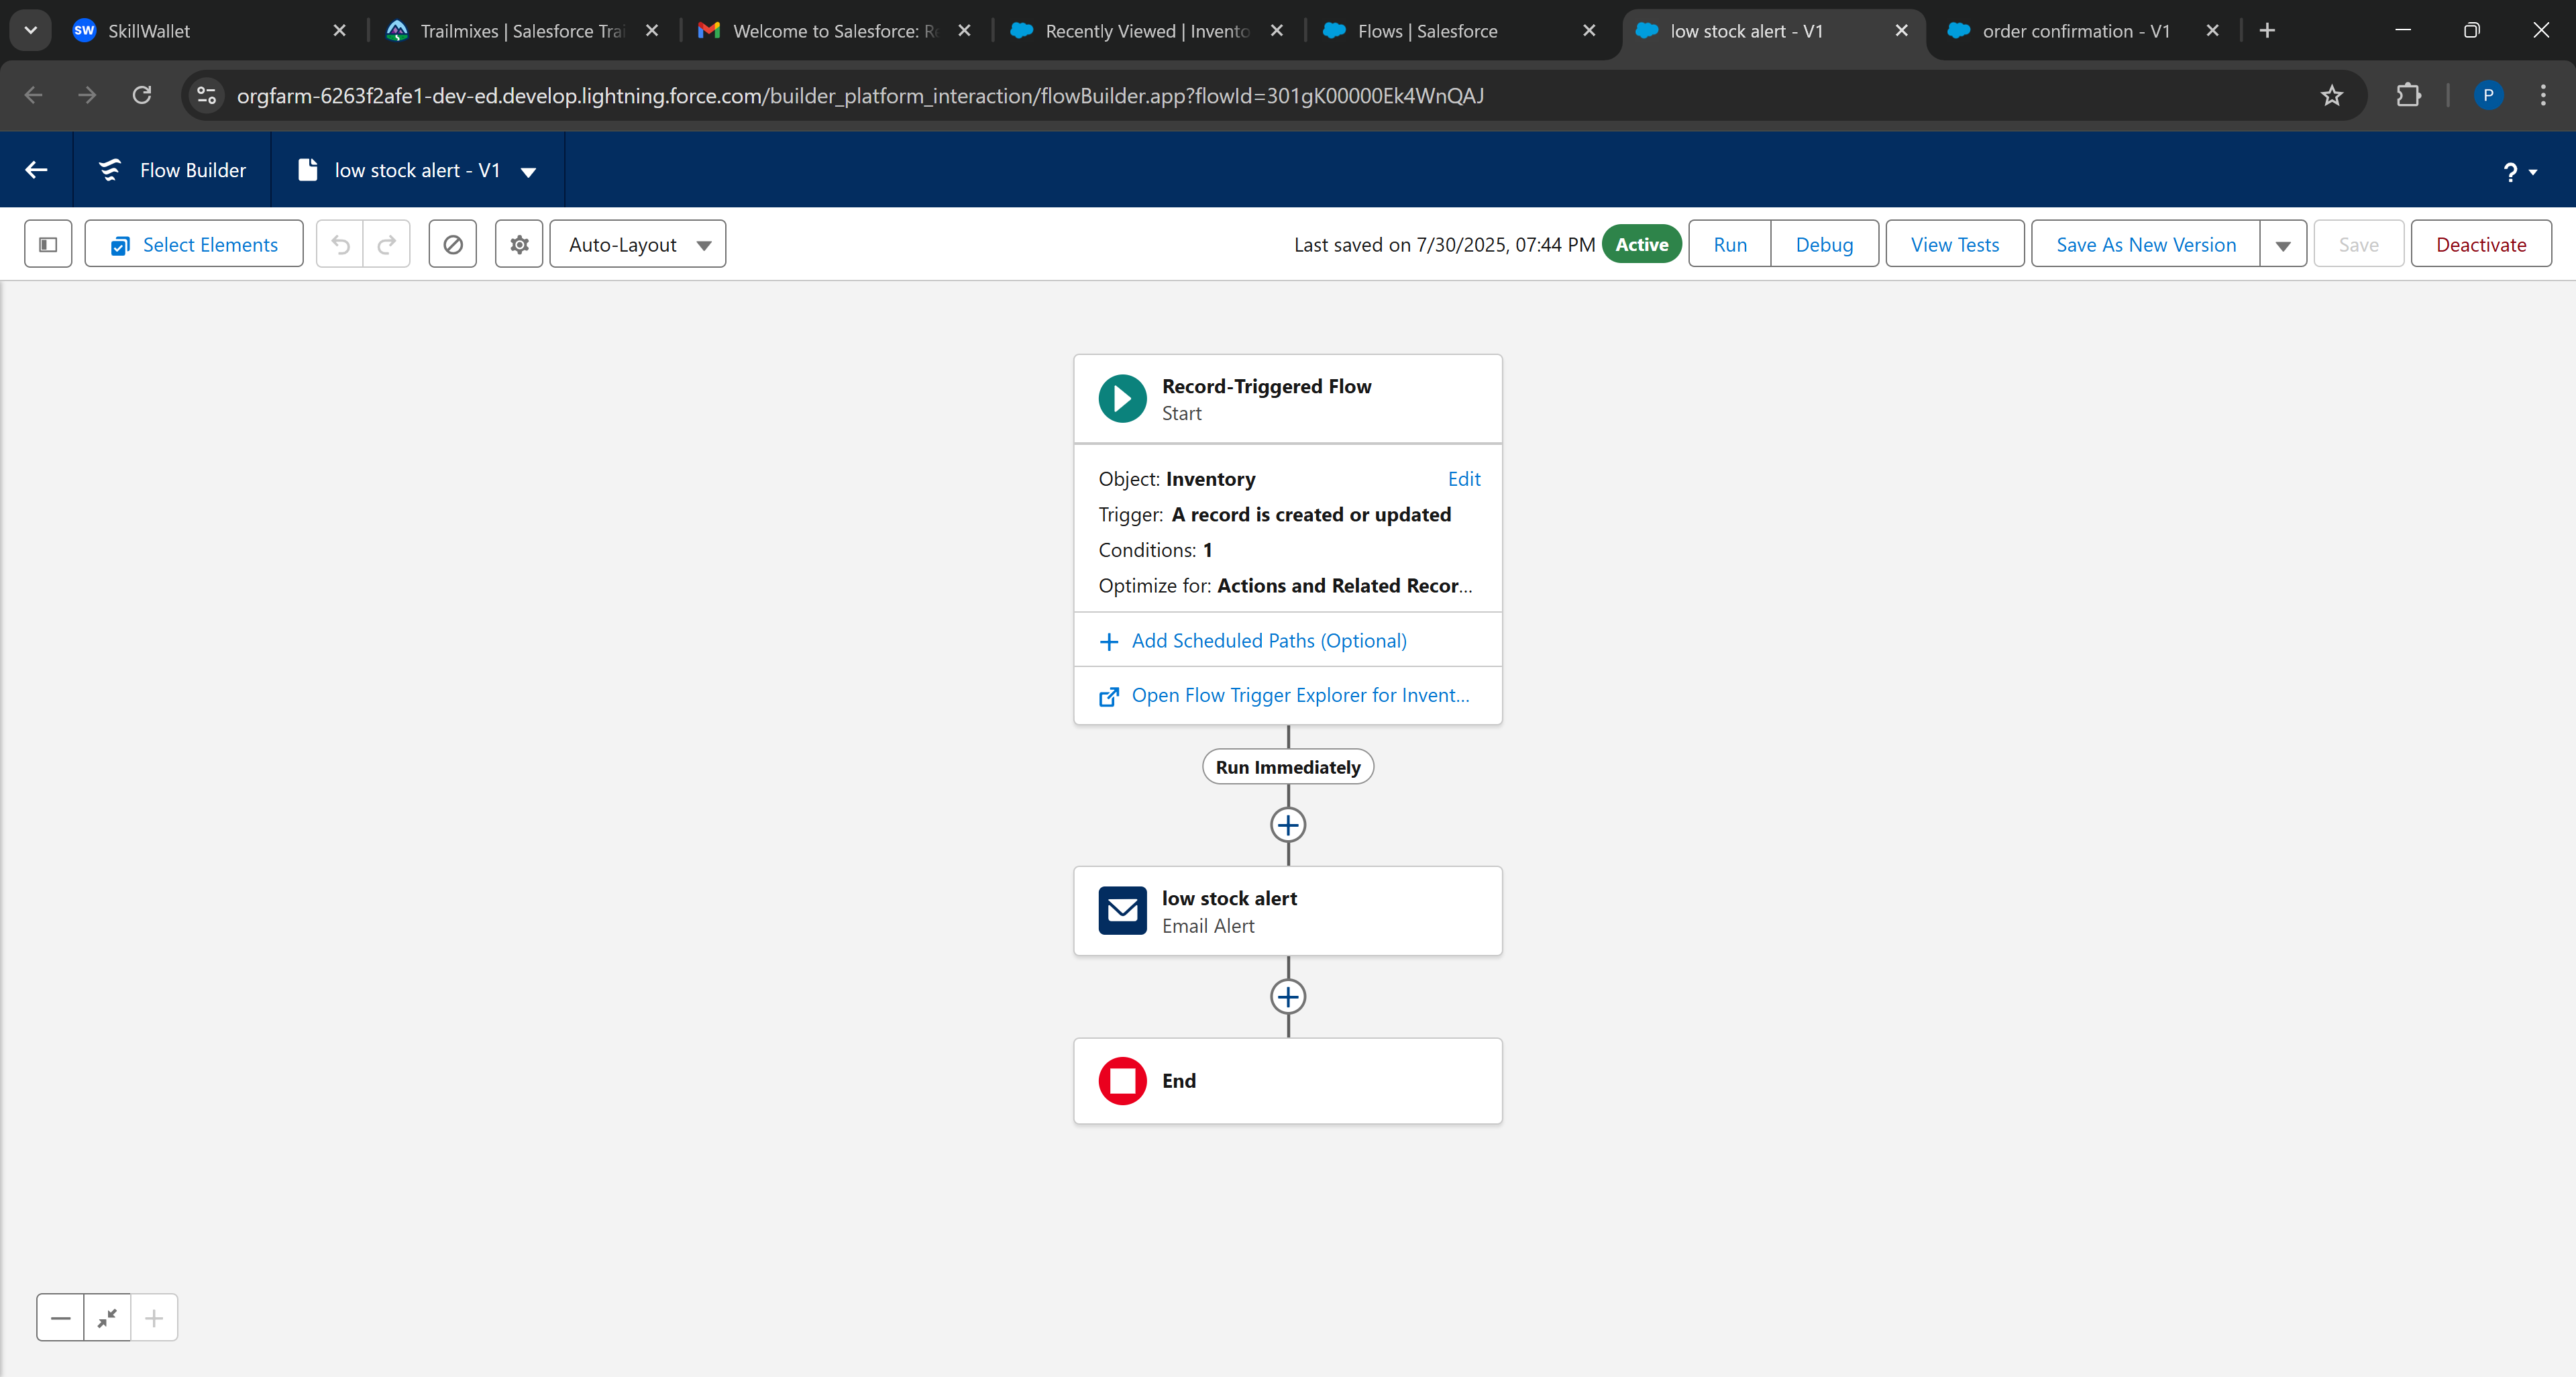 SW SkillWallet
Trailmixes | Salesforce Trai
Welcome to Salesforce: Re
Recently Viewed | Invento
Flows | Salesforce
low stock alert - V1
order confirmation - V1
orgfarm-6263f2afe1-dev-ed.develop.lightning.force.com/builder_platform_interaction/flowBuilder.app?flowId=301gK00000Ek4WnQAJ
P
Flow Builder
low stock alert - V1
?
Select Elements
Auto-Layout
Last saved on 7/30/2025, 07:44 PM
Active
Run
Debug
View Tests
Save As New Version
Save
Deactivate
Record-Triggered Flow
Start
Object: Inventory
Edit
Trigger: A record is created or updated
Conditions: 1
Optimize for: Actions and Related Recor...
Add Scheduled Paths (Optional)
Open Flow Trigger Explorer for Invent...
Run Immediately
low stock alert
Email Alert
End